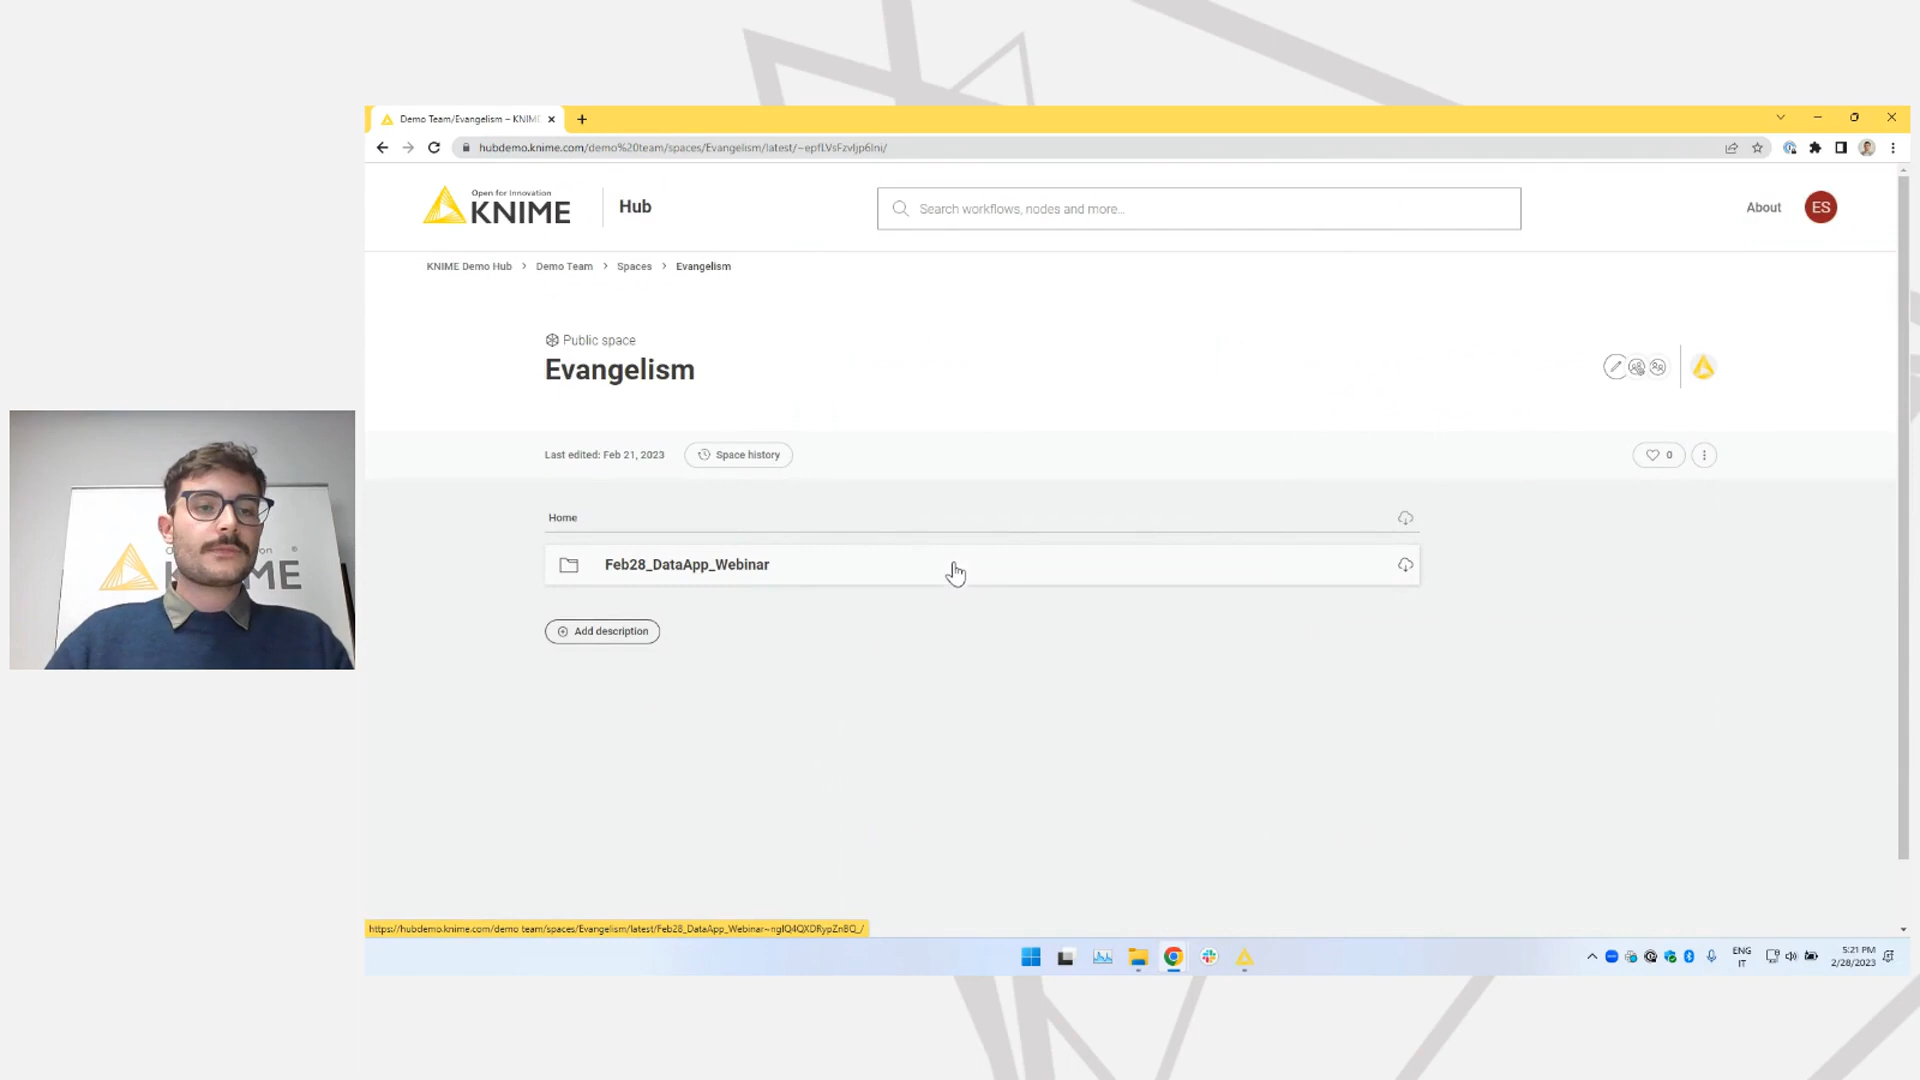 Demo Team/Evangelism – KNIME
hubdemo.knime.com/demo%20team/spaces/Evangelism/latest/~epfLVsFzvIjp6Ini/
Open for Innovation
KNIME
Hub
Search workflows, nodes and more...
About
ES
KNIME Demo Hub
Demo Team
Spaces
Evangelism
Public space
Evangelism
Last edited: Feb 21, 2023
Space history
0
Home
Feb28_DataApp_Webinar
Add description
https://hubdemo.knime.com/demo team/spaces/Evangelism/latest/Feb28_DataApp_Webinar~ngIQ4QXDRypZnBQ_/
ENG
IT
5:21 PM
2/28/2023